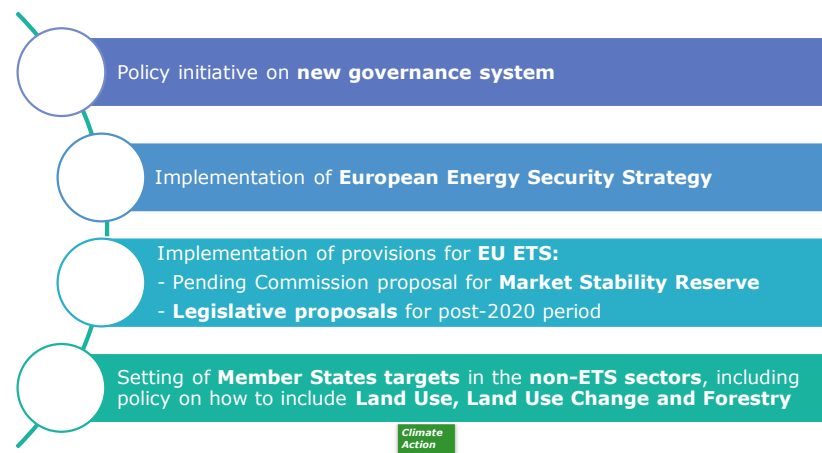 Policy initiative on new governance system
Implementation of European Energy Security Strategy
Implementation of provisions for EU ETS:
- Pending Commission proposal for Market Stability Reserve
- Legislative proposals for post-2020 period
Setting of Member States targets in the non-ETS sectors, including
policy on how to include Land Use, Land Use Change and Forestry
Climate
Action